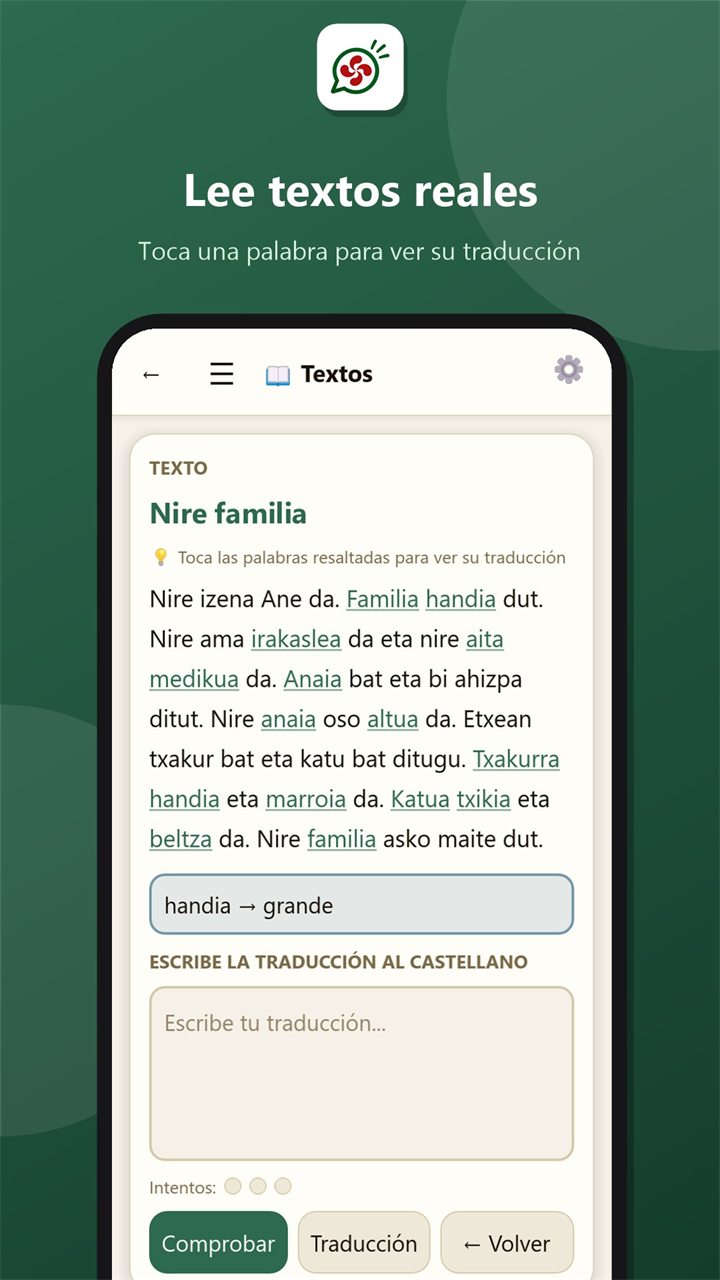 Lee textos reales
Toca una palabra para ver su traducción
← ☰ 📖 Textos
TEXTO
Nire familia
💡 Toca las palabras resaltadas para ver su traducción
Nire izena Ane da. Familia handia dut.
Nire ama irakaslea da eta nire aita
medikua da. Anaia bat eta bi ahizpa
ditut. Nire anaia oso altua da. Etxean
txakur bat eta katu bat ditugu. Txakurra
handia eta marroia da. Katua txikia eta
beltza da. Nire familia asko maite dut.
handia → grande
ESCRIBE LA TRADUCCIÓN AL CASTELLANO
Escribe tu traducción...
Intentos:
Comprobar Traducción ← Volver